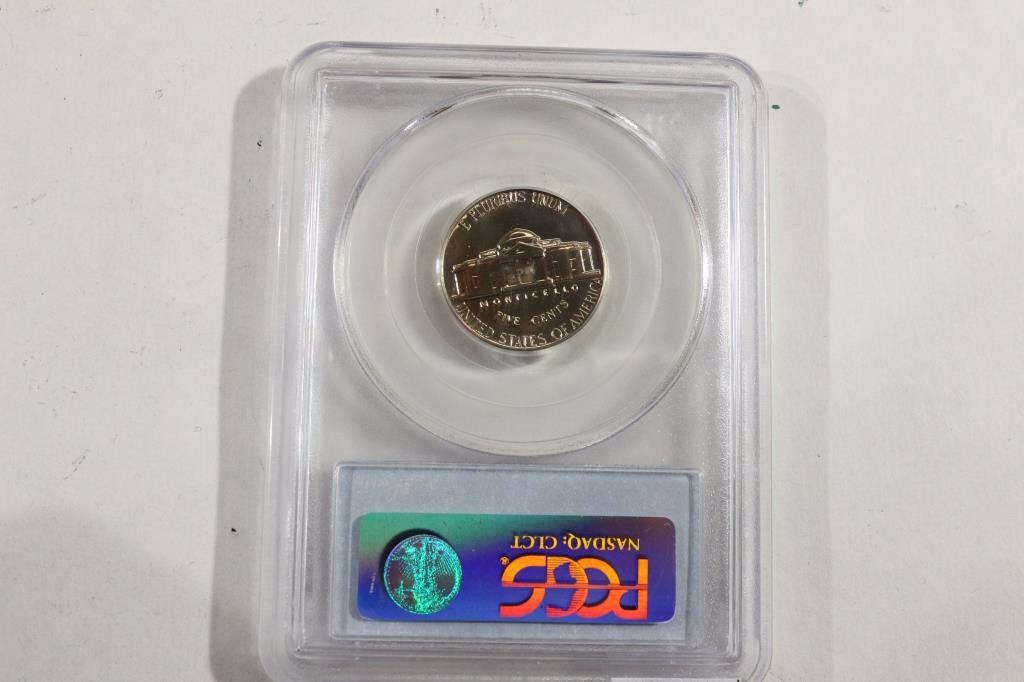 E PLURIBUS UNUM
MONTICELLO
FIVE CENTS
UNITED STATES OF AMERICA
PCGS®
NASDAQ: CLCT